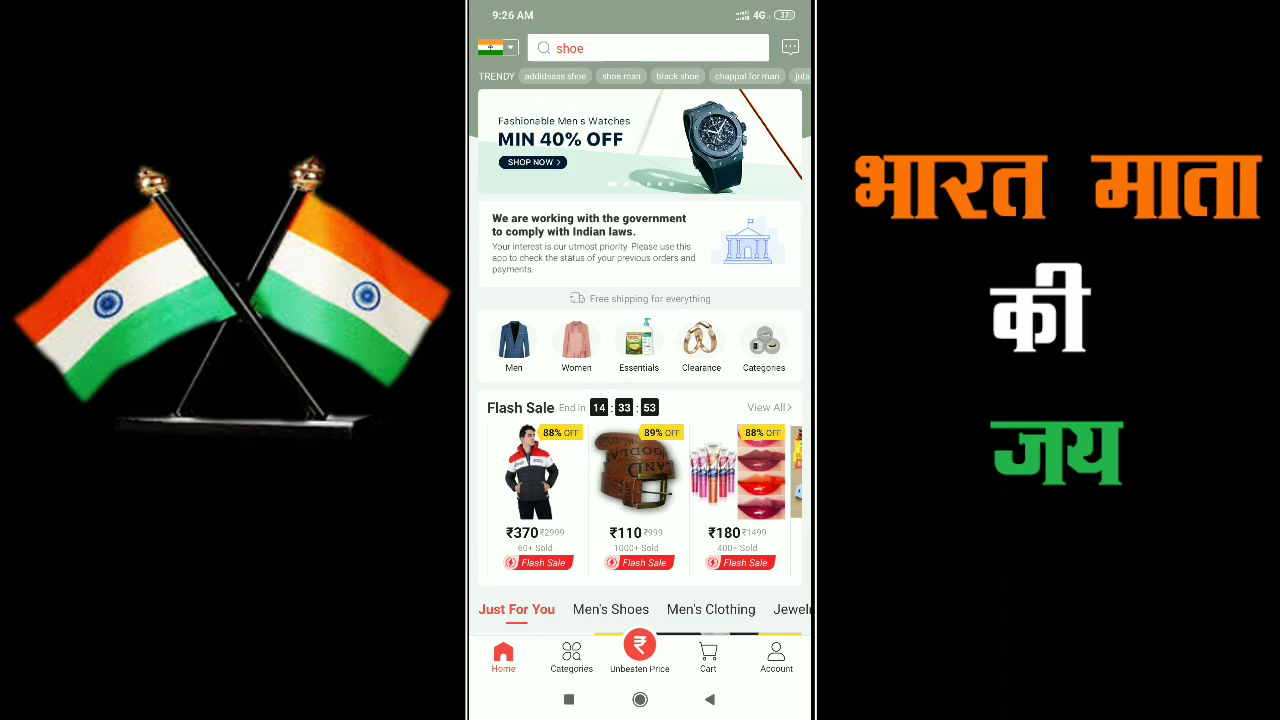 9:26 AM
4G
37
shoe
TRENDY
addidsass shoe
shoe man
black shoe
chappal for man
juta
Fashionable Men s Watches
MIN 40% OFF
SHOP NOW >
We are working with the government
to comply with Indian laws.
Your interest is our utmost priority. Please use this
app to check the status of your previous orders and
payments.
Free shipping for everything
Men
Women
Essentials
Clearance
Categories
Flash Sale End in 14 : 33 : 53
View All >
88% OFF
89% OFF
88% OFF
₹370 ₹2999
₹110 ₹999
₹180 ₹1499
60+ Sold
1000+ Sold
400+ Sold
Flash Sale
Flash Sale
Flash Sale
Just For You
Men's Shoes
Men's Clothing
Jewel
₹
Home
Categories
Unbeaten Price
Cart
Account
भारत माता
की
जय